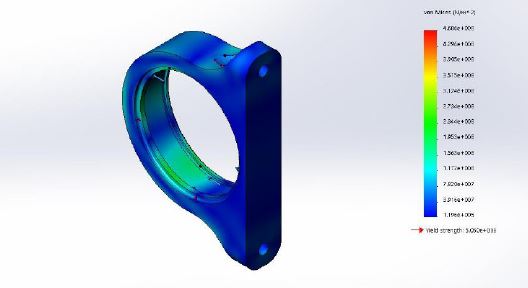 von Mises (N/m^2)
4.686e+008
4.296e+008
3.905e+008
3.515e+008
3.124e+008
2.734e+008
2.344e+008
1.953e+008
1.563e+008
1.172e+008
7.820e+007
3.916e+007
1.196e+005
Yield strength: 5.050e+008